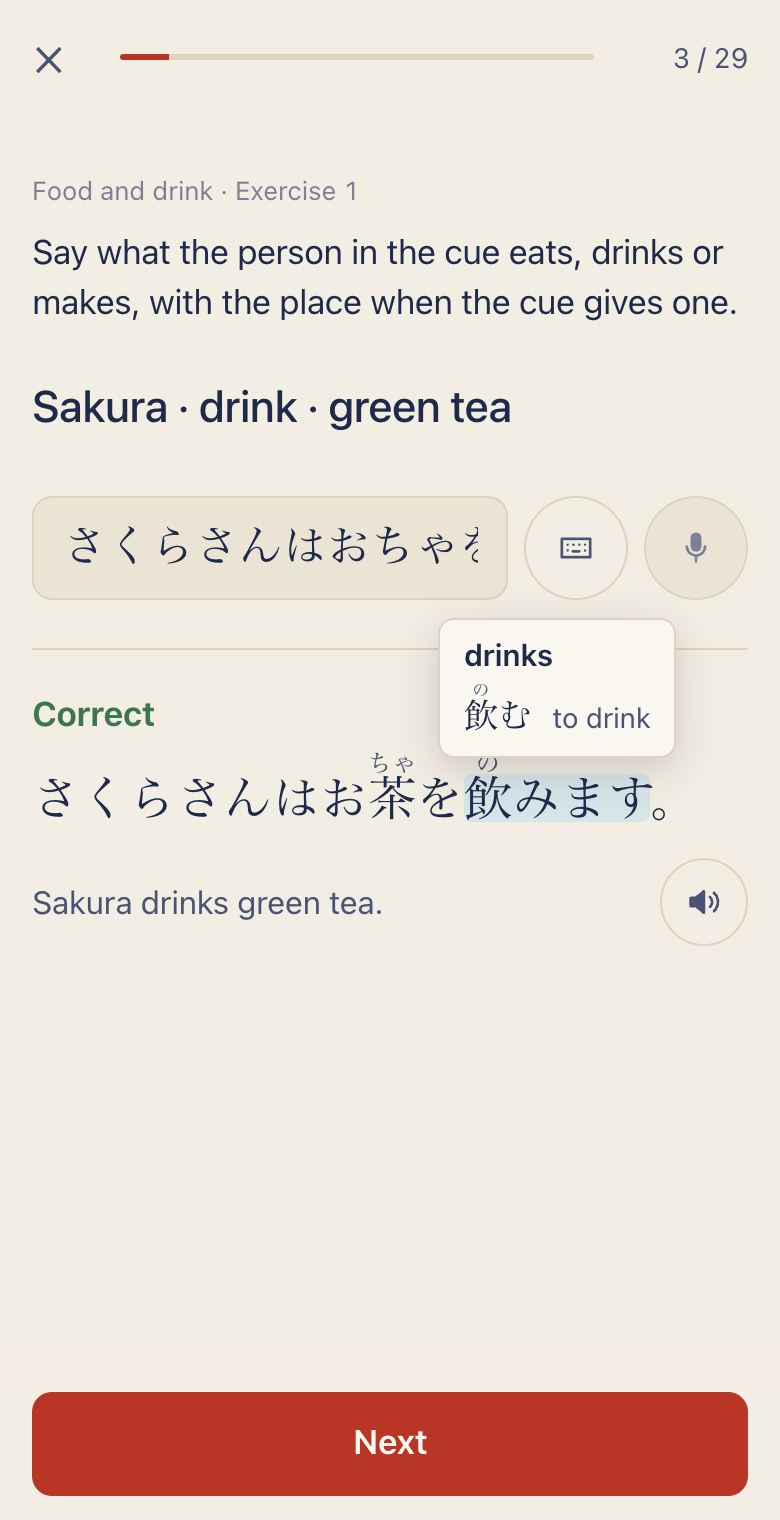 3 / 29
Food and drink · Exercise 1
Say what the person in the cue eats, drinks or
makes, with the place when the cue gives one.
Sakura · drink · green tea
さくらさんはおちゃを
drinks
飲む to drink
の
Correct
さくらさんはお茶を飲みます。
ちゃ
の
Sakura drinks green tea.
Next